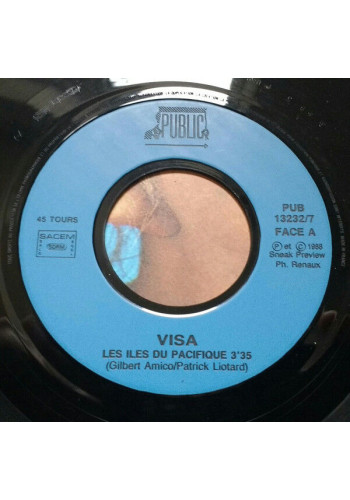 PUBLIC
45 TOURS
SACEM
PUB
13232/7
FACE A
℗ et © 1988
Sneak Preview
Ph. Renaux
VISA
LES ILES DU PACIFIQUE 3'35
(Gilbert Amico/Patrick Liotard)